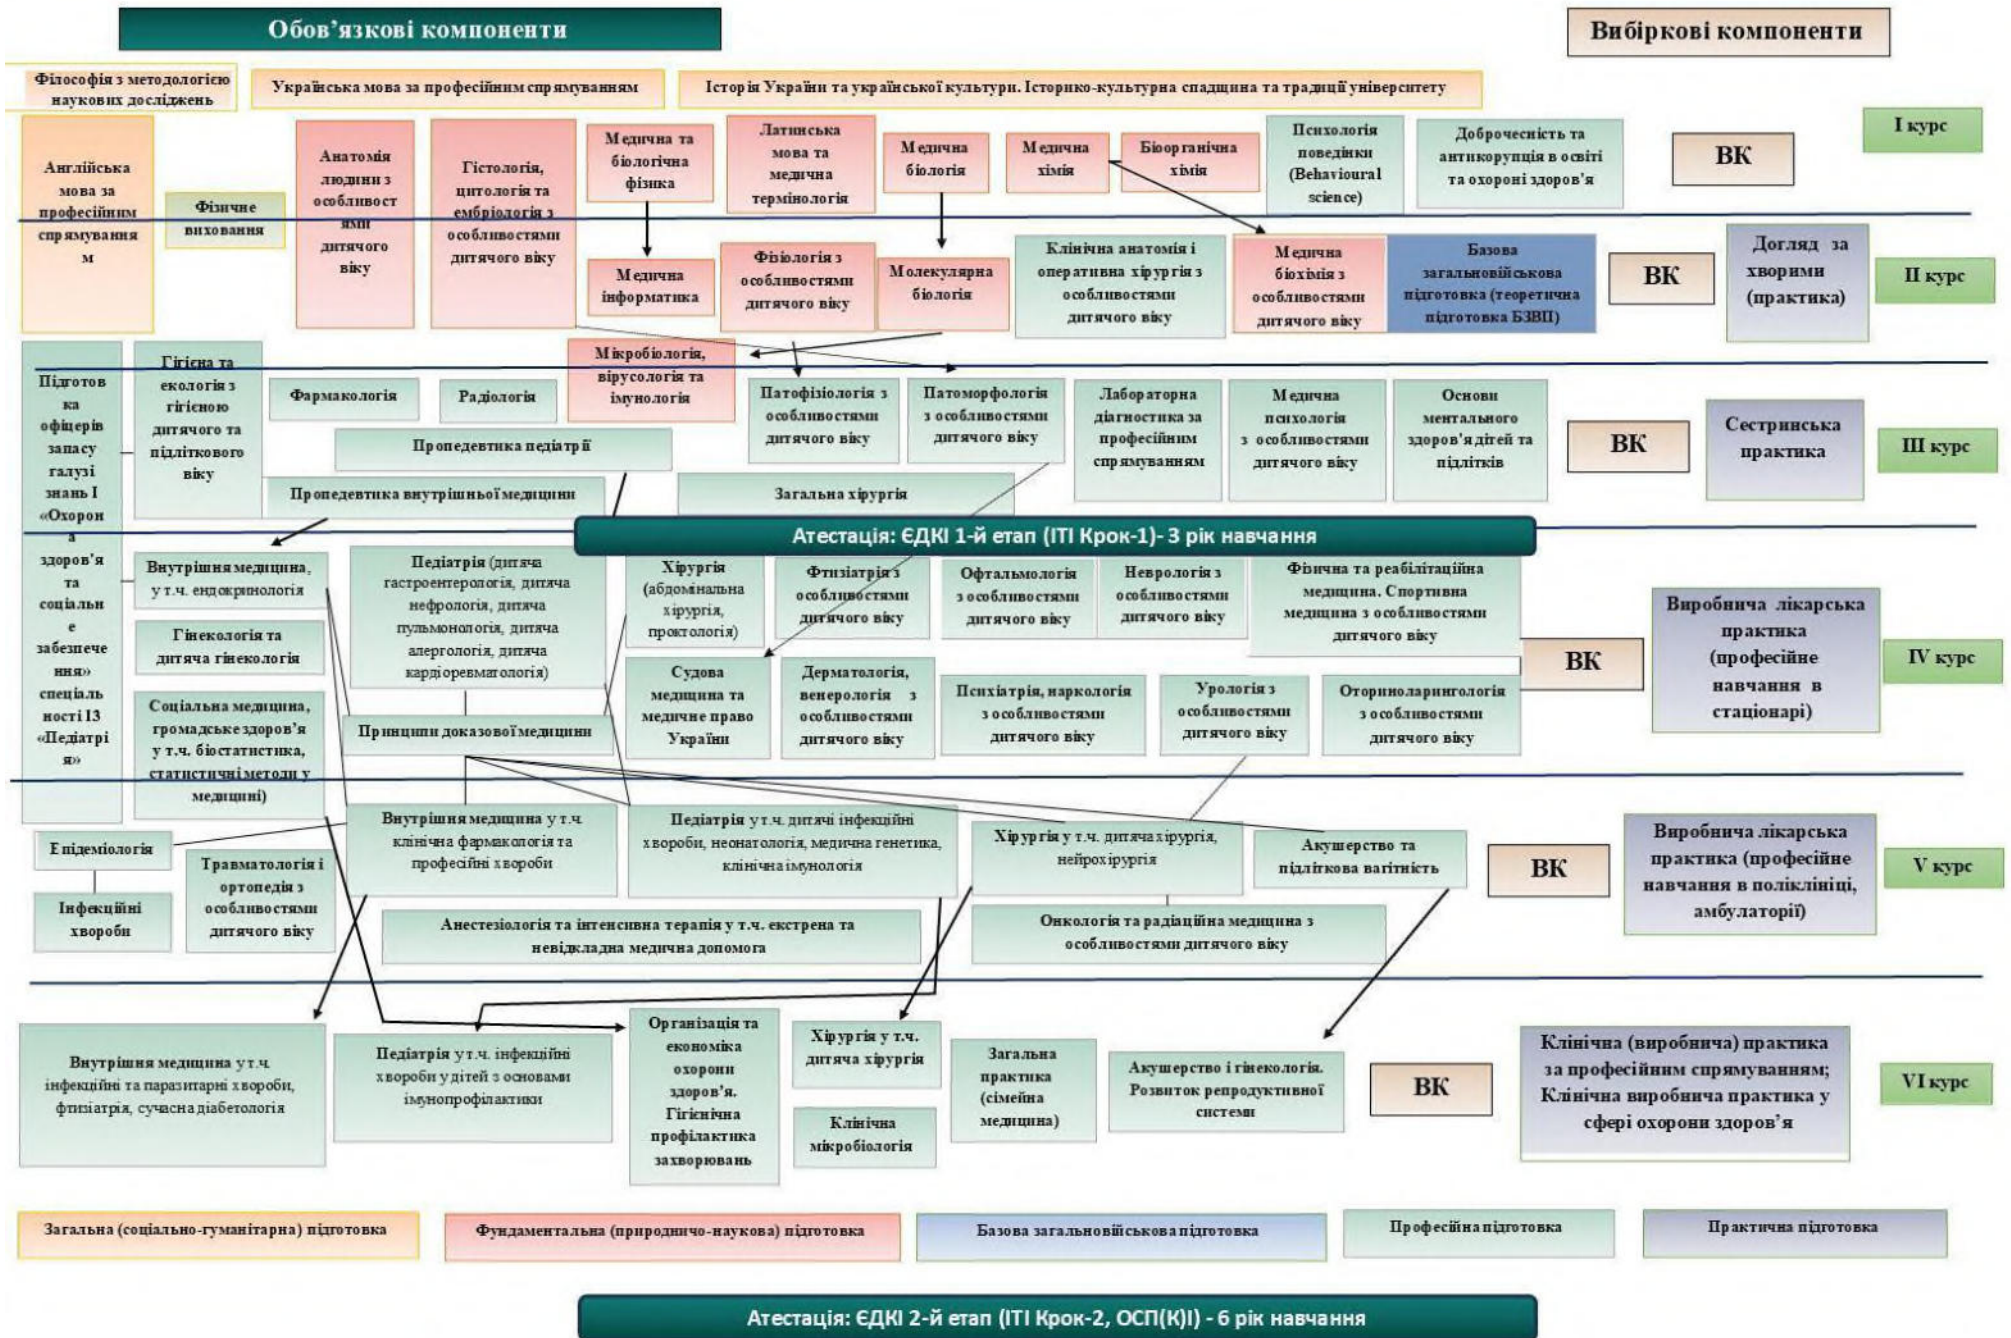 Обов’язкові компоненти
Вибіркові компоненти
Філософія з методологією
наукових досліджень
Українська мова за професійним спрямуванням
Історія України та української культури. Історико-культурна спадщина та традиції університету
І курс
Англійська
мова за
професійним
спрямування
м
Фізичне
виховання
Анатомія
людини з
особливост
ями
дитячого
віку
Гістологія,
цитологія та
ембріологія з
особливостями
дитячого віку
Медична та
біологічна
фізика
Латинська
мова та
медична
термінологія
Медична
біологія
Медична
хімія
Біорганічна
хімія
Психологія
поведінки
(Behavioural
science)
Доброчесність та
антикорупція в освіті
та охороні здоров’я
ВК
Медична
інформатика
Фізіологія з
особливостями
дитячого віку
Молекулярна
біологія
Клінічна анатомія і
оперативна хірургія з
особливостями
дитячого віку
Медична
біохімія з
особливостями
дитячого віку
Базова
загальновійськова
підготовка (теоретична
підготовка БЗВП)
ВК
Догляд за
хворими
(практика)
ІІ курс
Підготов
ка
офіцерів
запасу
галузі
знань І
«Охорон
а
здоров’я
та
соціальн
е
забезпече
ння»
спеціаль
ності І3
«Педіатрі
я»
Гігієна та
екологія з
гігієною
дитячого та
підліткового
віку
Фармакологія
Радіологія
Мікробіологія,
вірусологія та
імунологія
Патофізіологія з
особливостями
дитячого віку
Патоморфологія
з особливостями
дитячого віку
Лабораторна
діагностика за
професійним
спрямуванням
Медична
психологія
з особливостями
дитячого віку
Основи
ментального
здоров'я дітей та
підлітків
ВК
Сестринська
практика
ІІІ курс
Пропедевтика педіатрії
Пропедевтика внутрішньої медицини
Загальна хірургія
Атестація: ЄДКІ 1-й етап (ІТІ Крок-1)- 3 рік навчання
Внутрішня медицина,
у т.ч. ендокринологія
Гінекологія та
дитяча гінекологія
Соціальна медицина,
громадське здоров’я
у т.ч. біостатистика,
статистичні методи у
медицині)
Педіатрія (дитяча
гастроентерологія, дитяча
нефрологія, дитяча
пульмонологія, дитяча
алергологія, дитяча
кардіоревматологія)
Принципи доказової медицини
Хірургія
(абдомінальна
хірургія,
проктологія)
Фтизіатрія з
особливостями
дитячого віку
Офтальмологія
з особливостями
дитячого віку
Неврологія з
особливостями
дитячого віку
Фізична та реабілітаційна
медицина. Спортивна
медицина з особливостями
дитячого віку
Судова
медицина та
медичне право
України
Дерматологія,
венерологія з
особливостями
дитячого віку
Психіатрія, наркологія
з особливостями
дитячого віку
Урологія з
особливостями
дитячого віку
Оториноларингологія
з особливостями
дитячого віку
ВК
Виробнича лікарська
практика
(професійне
навчання в
стаціонарі)
ІV курс
Епідеміологія
Інфекційні
хвороби
Травматологія і
ортопедія з
особливостями
дитячого віку
Внутрішня медицина у т.ч.
клінічна фармакологія та
професійні хвороби
Педіатрія у т.ч. дитячі інфекційні
хвороби, неонатологія, медична генетика,
клінічна імунологія
Хірургія у т.ч. дитяча хірургія,
нейрохірургія
Акушерство та
підліткова вагітність
ВК
Виробнича лікарська
практика (професійне
навчання в поліклініці,
амбулаторії)
V курс
Анестезіологія та інтенсивна терапія у т.ч. екстрена та
невідкладна медична допомога
Онкологія та радіаційна медицина з
особливостями дитячого віку
Внутрішня медицина у т.ч.
інфекційні та паразитарні хвороби,
фтизіатрія, сучасна діабетологія
Педіатрія у т.ч. інфекційні
хвороби у дітей з основами
імунопрофілактики
Організація та
економіка
охорони
здоров’я.
Гігієнічна
профілактика
захворювань
Хірургія у т.ч.
дитяча хірургія
Клінічна
мікробіологія
Загальна
практика
(сімейна
медицина)
Акушерство і гінекологія.
Розвиток репродуктивної
системи
ВК
Клінічна (виробнича) практика
за професійним спрямуванням;
Клінічна виробнича практика у
сфері охорони здоров’я
VІ курс
Загальна (соціально-гуманітарна) підготовка
Фундаментальна (природничо-наукова) підготовка
Базова загальновійськова підготовка
Професійна підготовка
Практична підготовка
Атестація: ЄДКІ 2-й етап (ІТІ Крок-2, ОСП(К)І) - 6 рік навчання